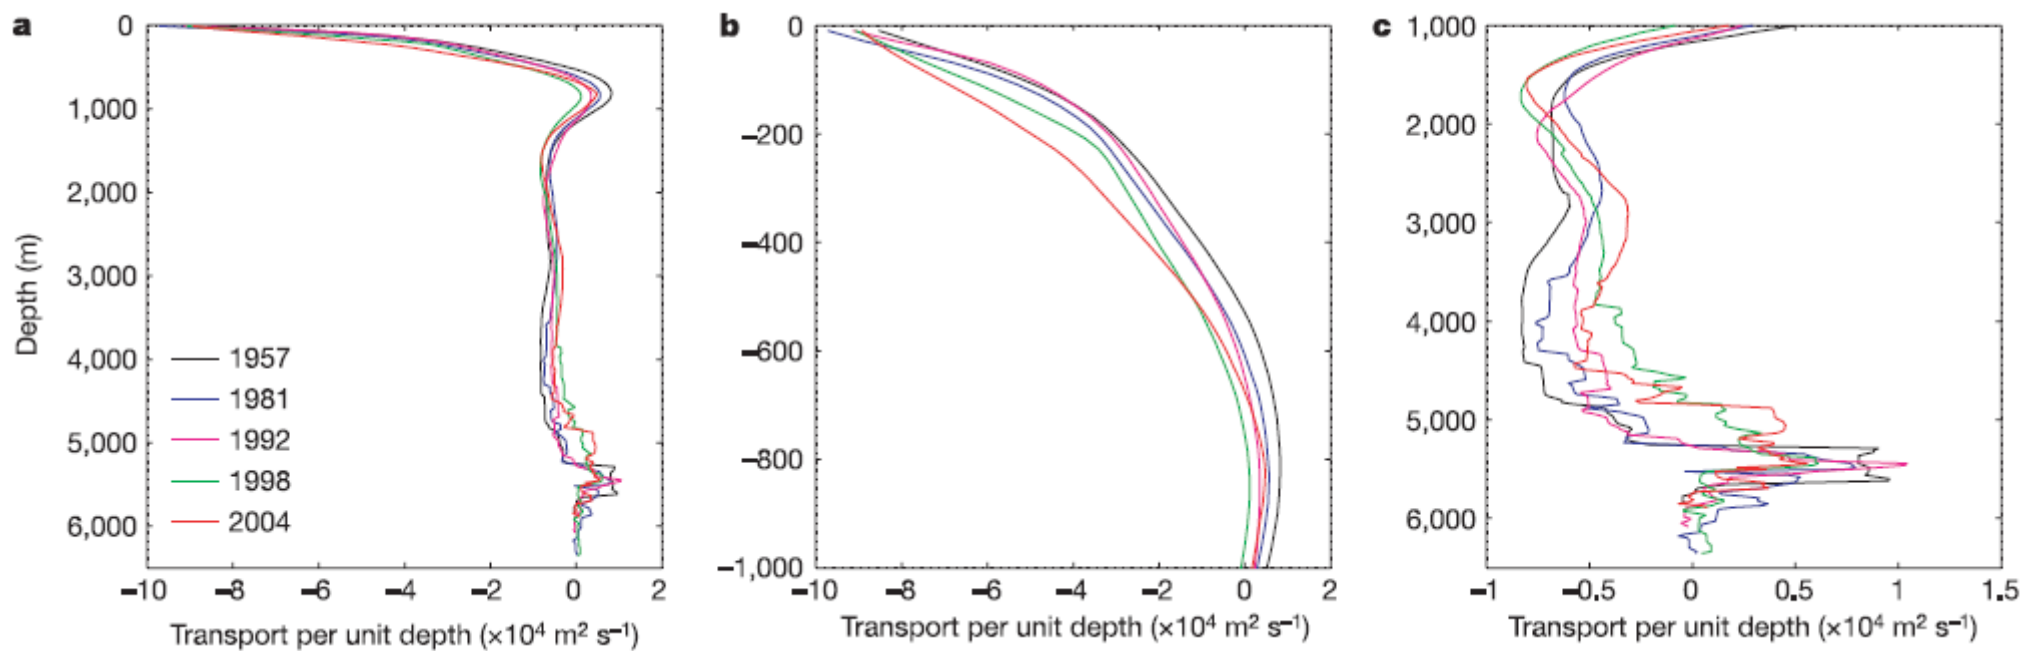 a
0
1,000
2,000
3,000
4,000
5,000
6,000
Depth (m)
1957
1981
1992
1998
2004
−10 −8 −6 −4 −2 0 2
Transport per unit depth (×10⁴ m² s⁻¹)
b
0
−200
−400
−600
−800
−1,000
−10 −8 −6 −4 −2 0 2
Transport per unit depth (×10⁴ m² s⁻¹)
c
1,000
2,000
3,000
4,000
5,000
6,000
−1 −0.5 0 0.5 1 1.5
Transport per unit depth (×10⁴ m² s⁻¹)